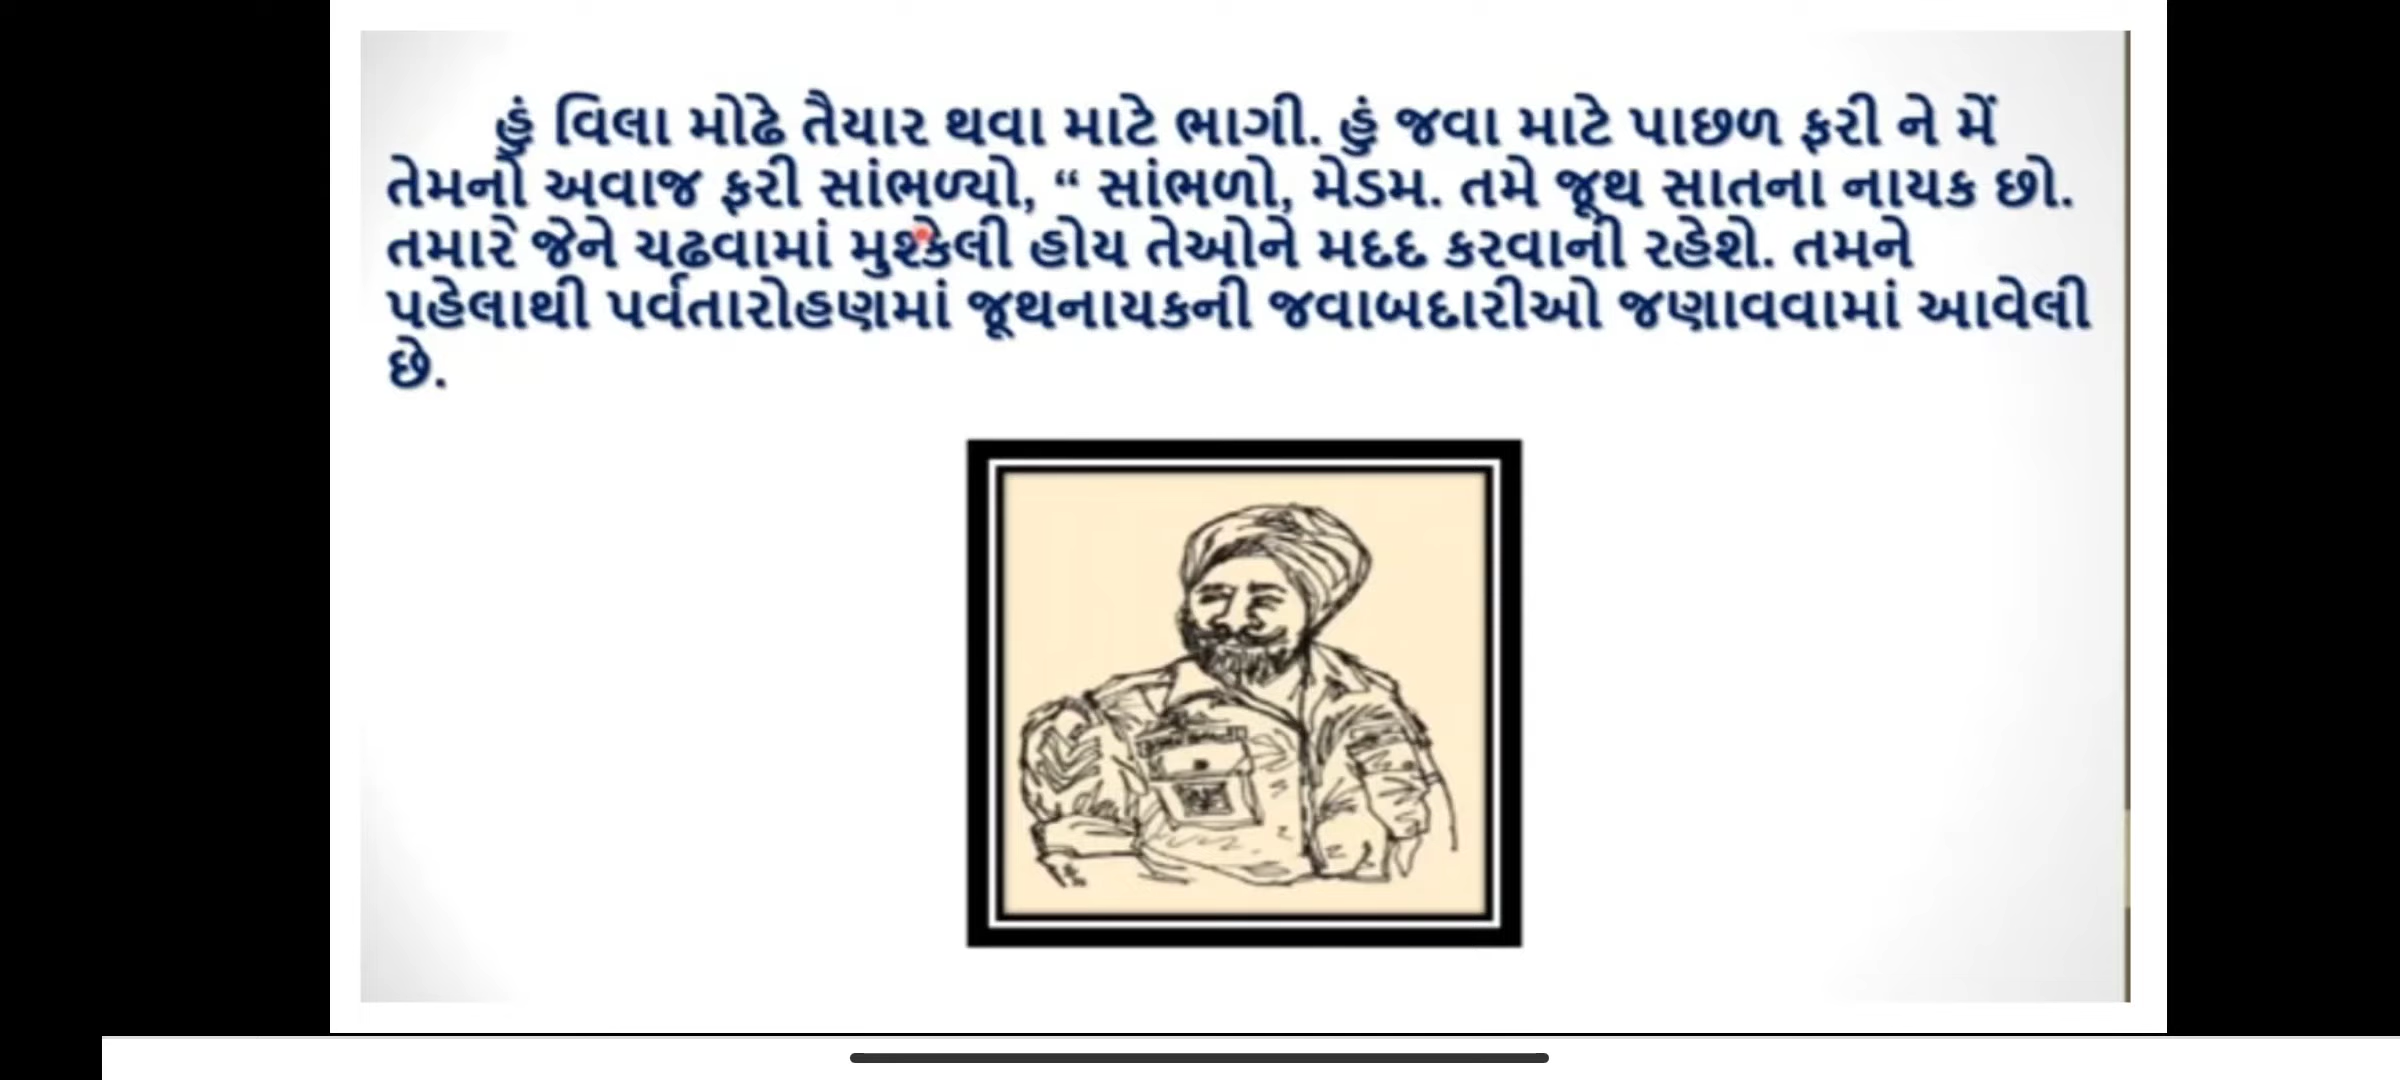 હું વિલા મોઢે તૈયાર થવા માટે ભાગી. હું જવા માટે પાછળ ફરી ને મેં
તેમનો અવાજ ફરી સાંભળ્યો, “ સાંભળો, મેડમ. તમે જૂથ સાતના નાયક છો.
તમારે જેને ચઢવામાં મુશ્કેલી હોય તેઓને મદદ કરવાની રહેશે. તમને
પહેલાથી પર્વતારોહણમાં જૂથનાયકની જવાબદારીઓ જણાવવામાં આવેલી
છે.